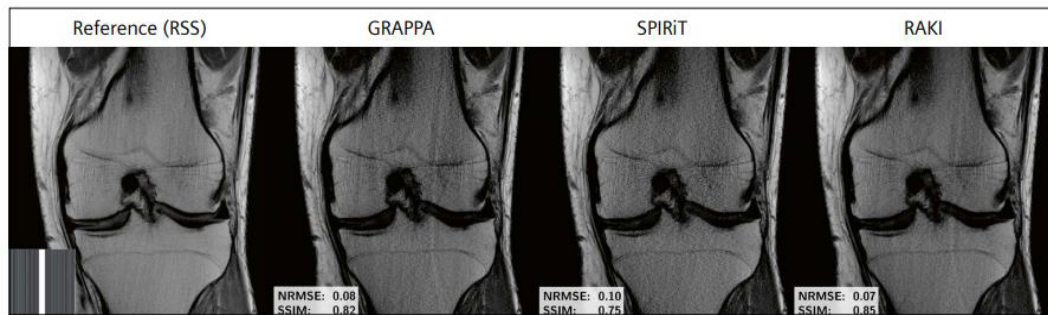 Reference (RSS)
GRAPPA
SPIRiT
RAKI
NRMSE: 0.08
SSIM: 0.82
NRMSE: 0.10
SSIM: 0.75
NRMSE: 0.07
SSIM: 0.85